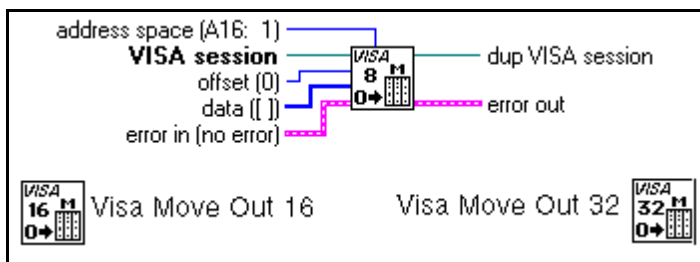 address space (A16: 1)
VISA session
offset (0)
data ([ ])
error in (no error)
VISA
8 M
0→
dup VISA session
error out
VISA
16 M
0→
Visa Move Out 16
Visa Move Out 32
VISA
32 M
0→